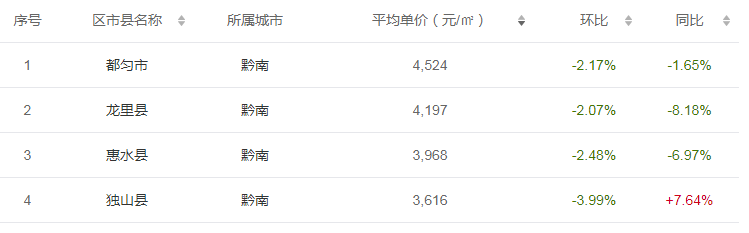 序号 区市县名称 所属城市 平均单价（元/㎡） 环比 同比
1 都匀市 黔南 4,524 -2.17% -1.65%
2 龙里县 黔南 4,197 -2.07% -8.18%
3 惠水县 黔南 3,968 -2.48% -6.97%
4 独山县 黔南 3,616 -3.99% +7.64%